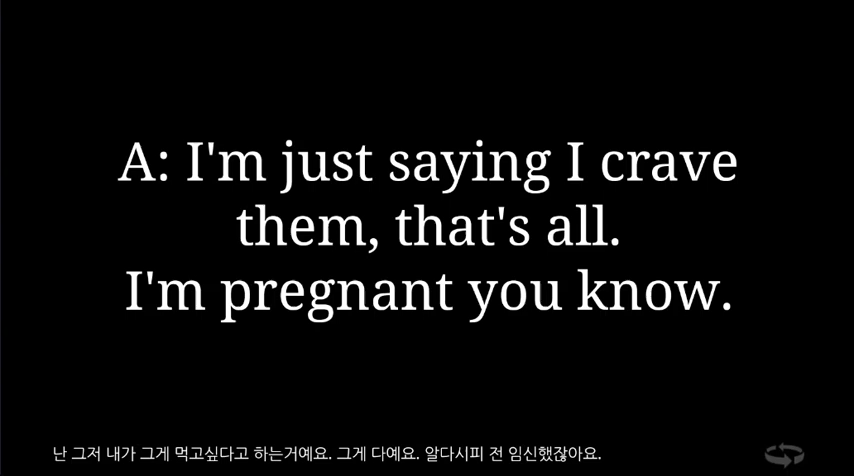 A: I'm just saying I crave
them, that's all.
I'm pregnant you know.
난 그저 내가 그게 먹고싶다고 하는거예요. 그게 다예요. 알다시피 전 임신했잖아요.